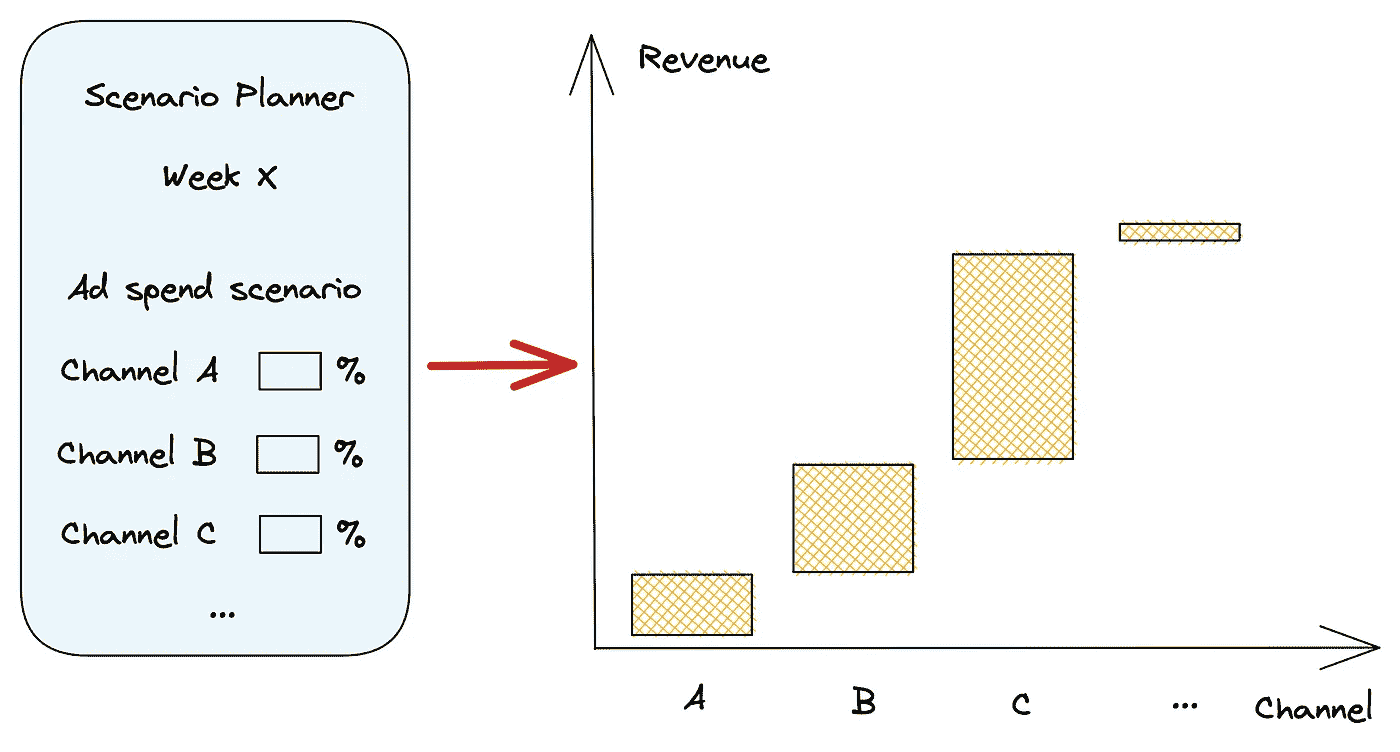 Scenario Planner
Week X
Ad spend scenario
Channel A %
Channel B %
Channel C %
...
Revenue
A B C ... Channel